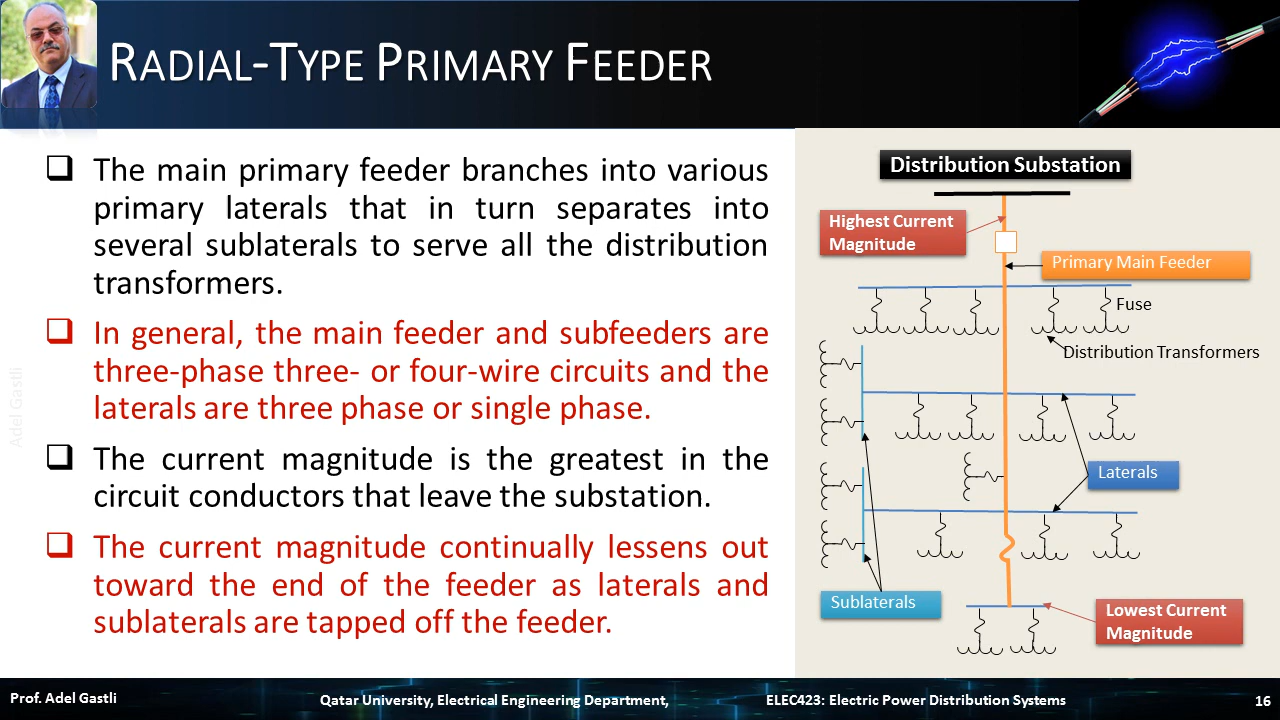 RADIAL-TYPE PRIMARY FEEDER
The main primary feeder branches into various
primary laterals that in turn separates into
several sublaterals to serve all the distribution
transformers.
In general, the main feeder and subfeeders are
three-phase three- or four-wire circuits and the
laterals are three phase or single phase.
The current magnitude is the greatest in the
circuit conductors that leave the substation.
The current magnitude continually lessens out
toward the end of the feeder as laterals and
sublaterals are tapped off the feeder.
Distribution Substation
Highest Current
Magnitude
Primary Main Feeder
Fuse
Distribution Transformers
Laterals
Sublaterals
Lowest Current
Magnitude
Adel Gastli
Prof. Adel Gastli
Qatar University, Electrical Engineering Department,
ELEC423: Electric Power Distribution Systems
16